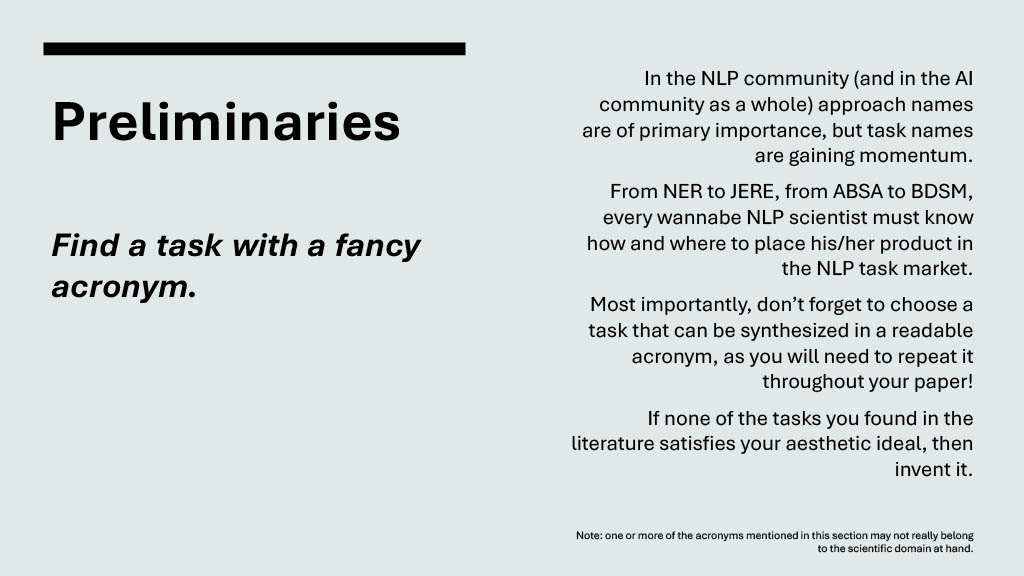 Preliminaries
Find a task with a fancy
acronym.
In the NLP community (and in the AI
community as a whole) approach names
are of primary importance, but task names
are gaining momentum.
From NER to JERE, from ABSA to BDSM,
every wannabe NLP scientist must know
how and where to place his/her product in
the NLP task market.
Most importantly, don’t forget to choose a
task that can be synthesized in a readable
acronym, as you will need to repeat it
throughout your paper!
If none of the tasks you found in the
literature satisfies your aesthetic ideal, then
invent it.
Note: one or more of the acronyms mentioned in this section may not really belong
to the scientific domain at hand.